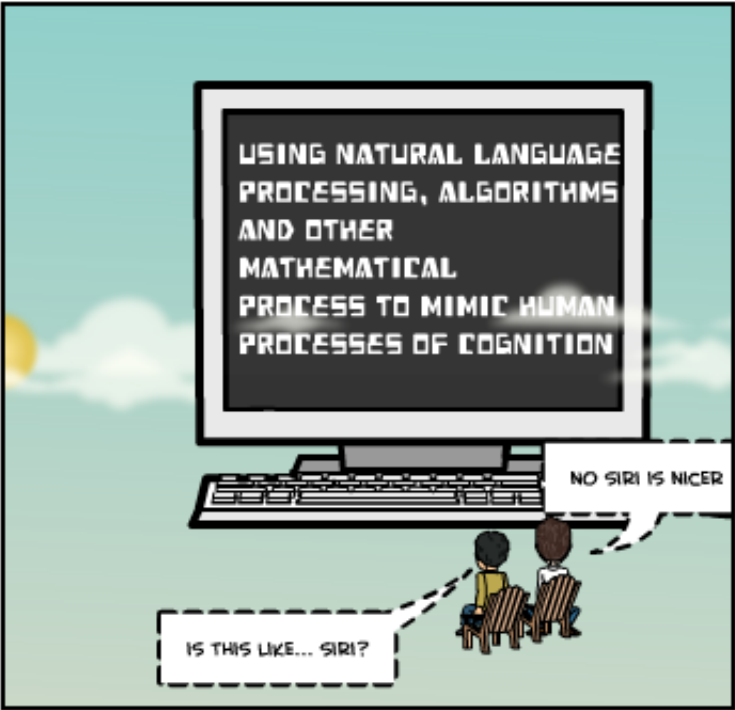 USING NATURAL LANGUAGE
PROCESSING, ALGORITHMS
AND OTHER
MATHEMATICAL
PROCESS TO MIMIC HUMAN
PROCESSES OF COGNITION
NO SIRI IS NICER
IS THIS LIKE... SIRI?